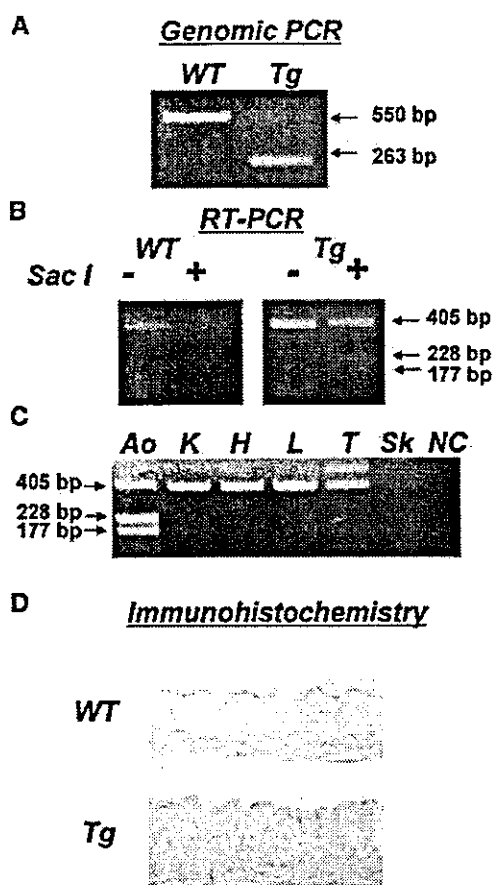 A
Genomic PCR
WT Tg
550 bp
263 bp
B
RT-PCR
WT Tg
Sac I - + - +
405 bp
228 bp
177 bp
C
Ao K H L T Sk NC
405 bp
228 bp
177 bp
D
Immunohistochemistry
WT
Tg